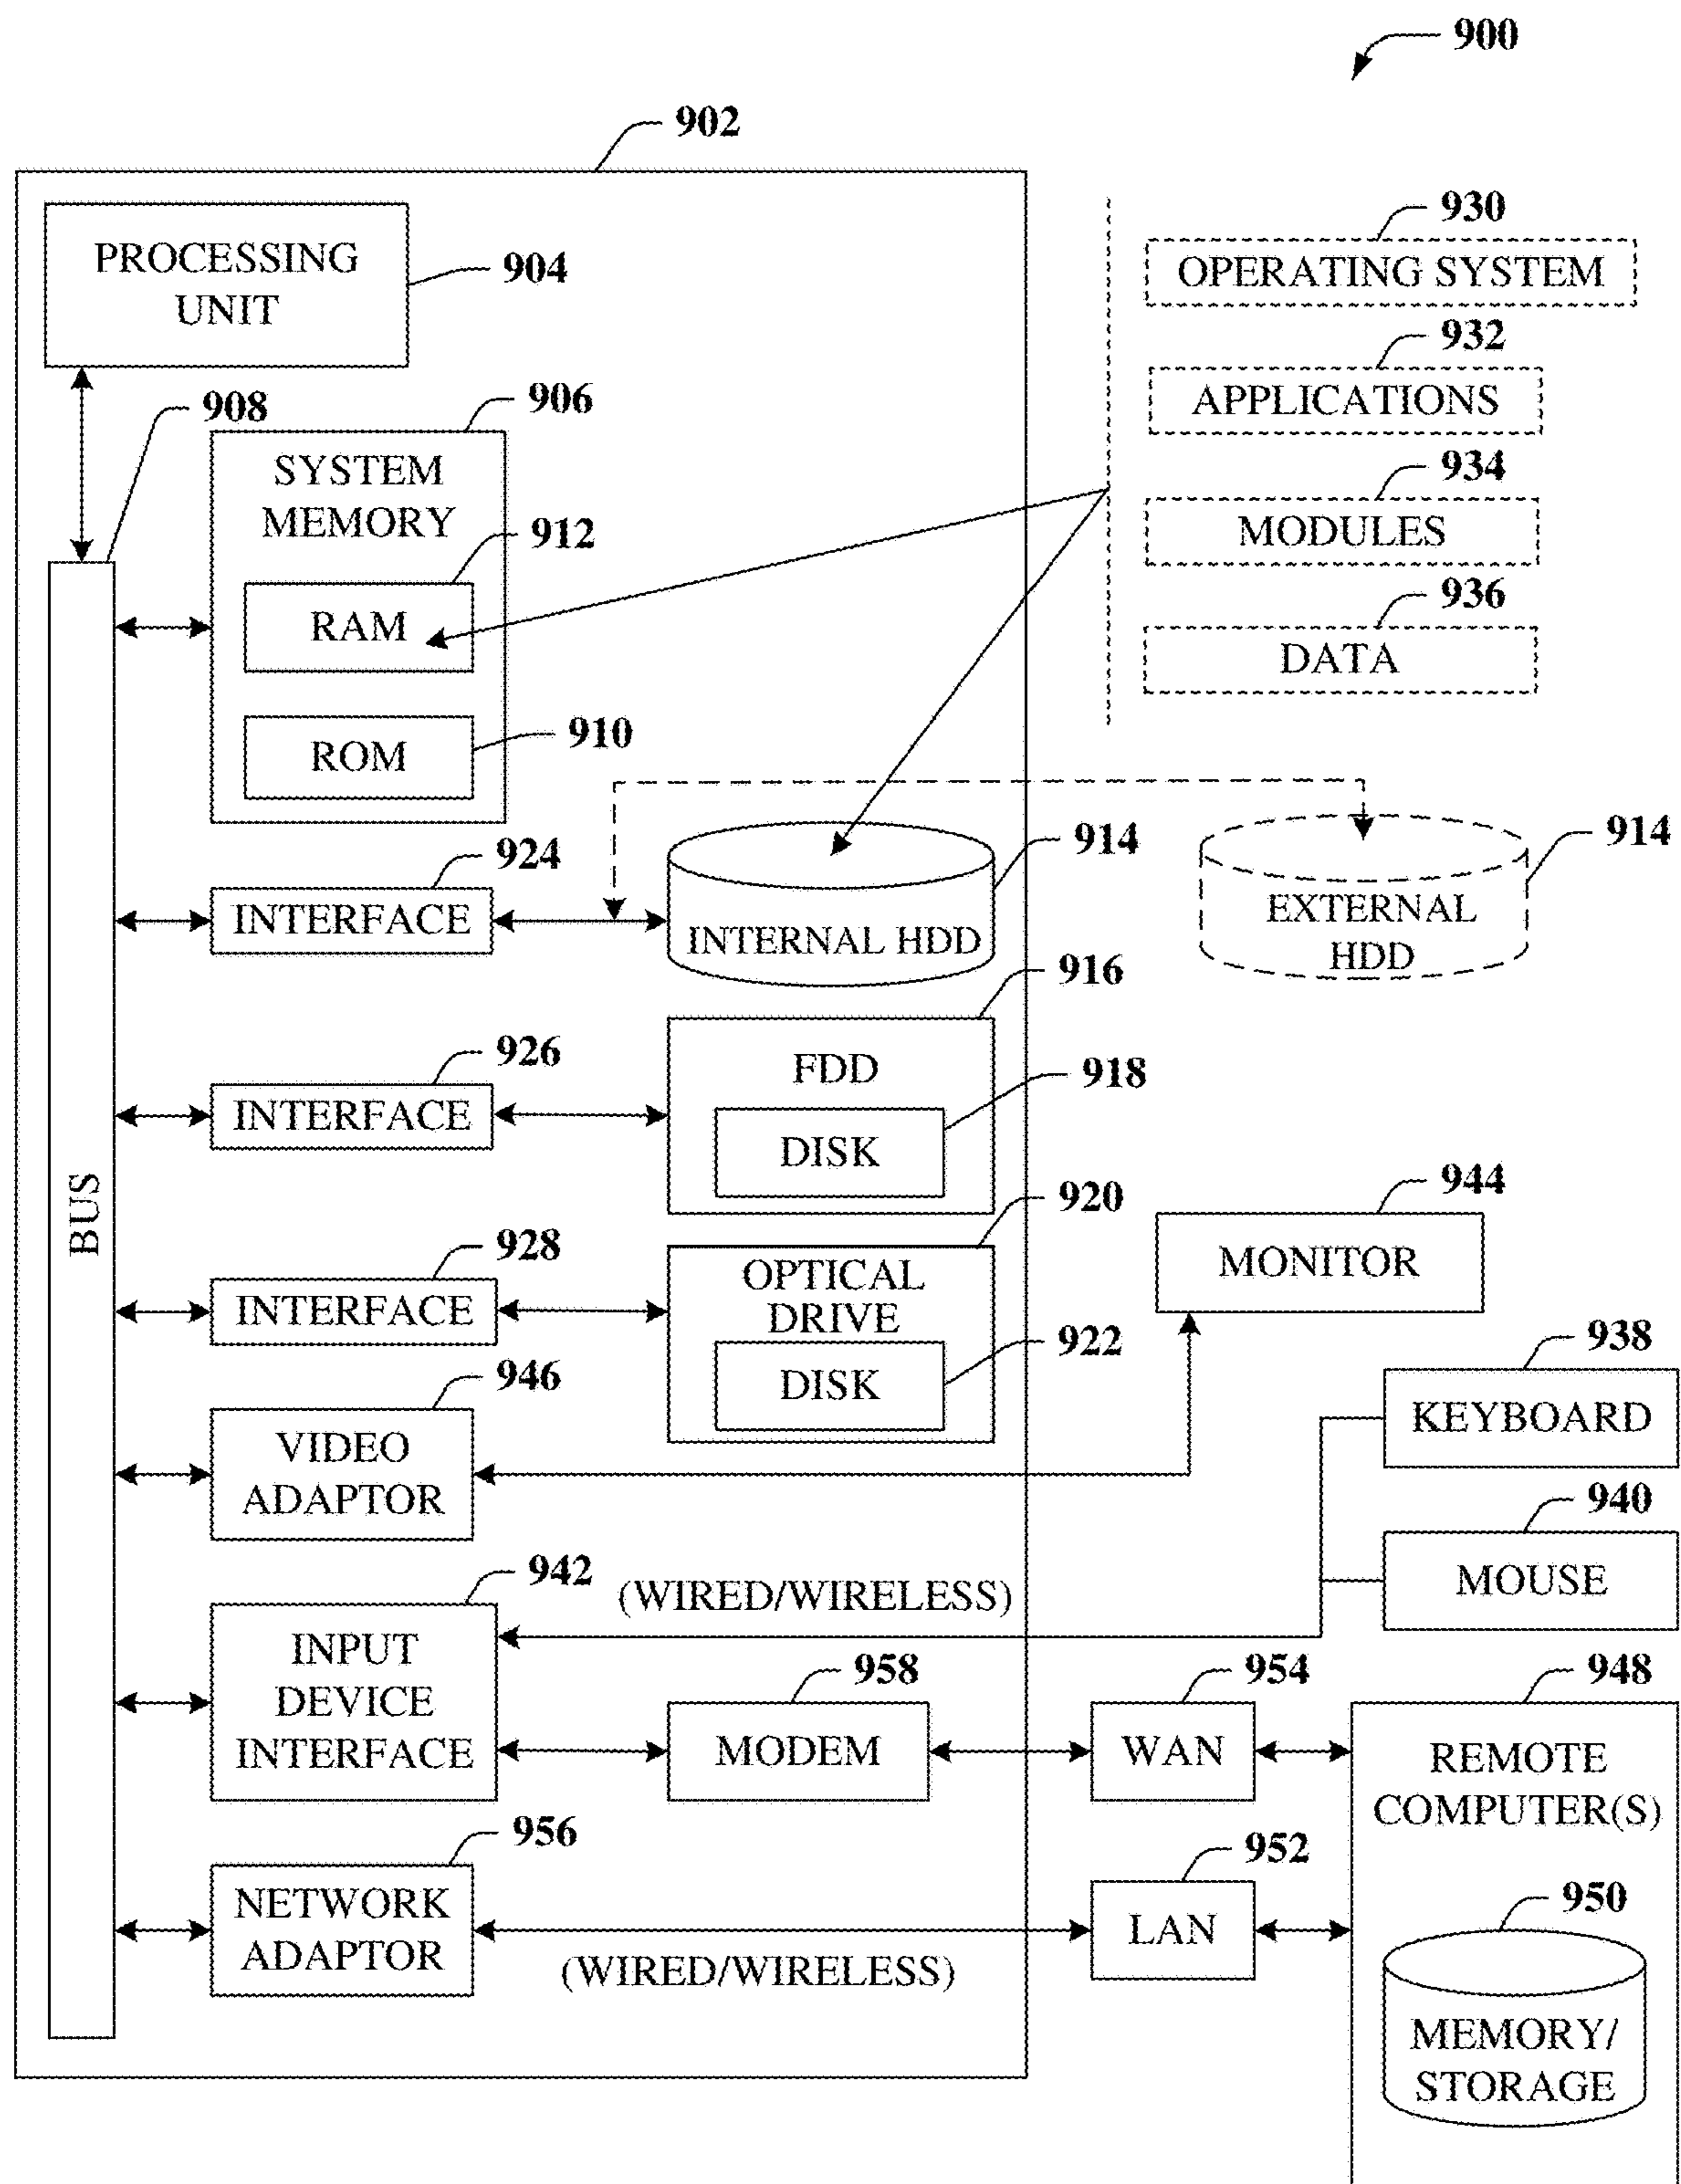 900
902
PROCESSING
UNIT
904
930
OPERATING SYSTEM
932
APPLICATIONS
934
MODULES
936
DATA
908
906
SYSTEM
MEMORY
912
RAM
910
ROM
924
INTERFACE
914
INTERNAL HDD
914
EXTERNAL
HDD
916
926
INTERFACE
FDD
918
DISK
BUS
920
928
INTERFACE
OPTICAL
DRIVE
922
DISK
944
MONITOR
946
VIDEO
ADAPTOR
938
KEYBOARD
940
MOUSE
942
(WIRED/WIRELESS)
INPUT
DEVICE
INTERFACE
958
MODEM
954
WAN
948
REMOTE
COMPUTER(S)
956
NETWORK
ADAPTOR
(WIRED/WIRELESS)
952
LAN
950
MEMORY/
STORAGE